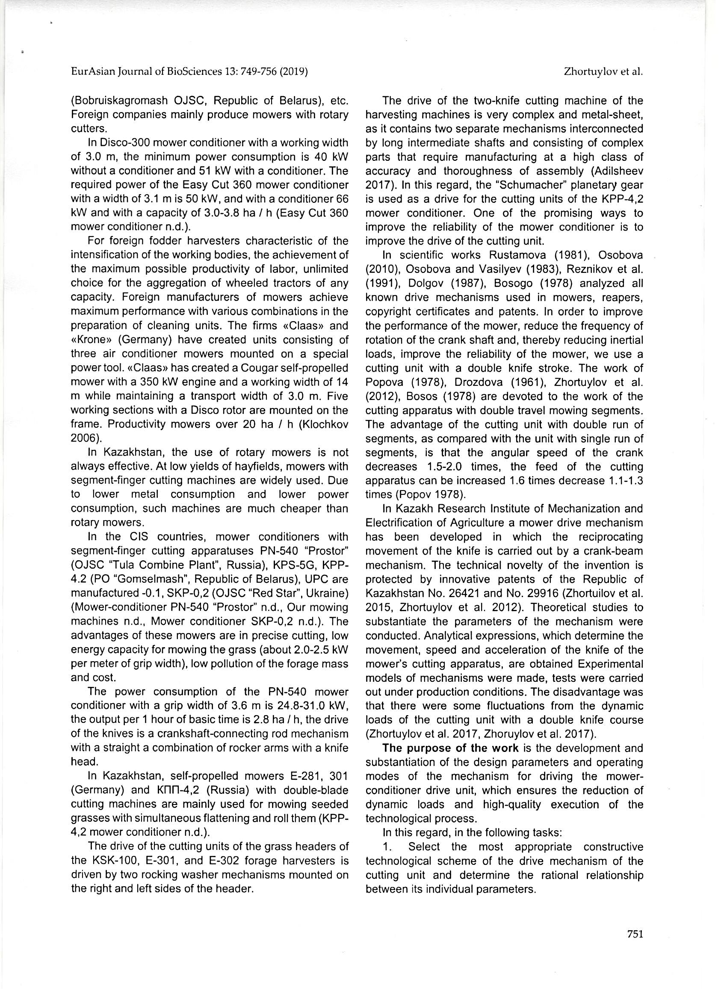 EurAsian Journal of BioSciences 13: 749-756 (2019)
Zhortuylov et al.
(Bobruiskagromash OJSC, Republic of Belarus), etc.
Foreign companies mainly produce mowers with rotary
cutters.
In Disco-300 mower conditioner with a working width
of 3.0 m, the minimum power consumption is 40 kW
without a conditioner and 51 kW with a conditioner. The
required power of the Easy Cut 360 mower conditioner
with a width of 3.1 m is 50 kW, and with a conditioner 66
kW and with a capacity of 3.0-3.8 ha / h (Easy Cut 360
mower conditioner n.d.).
For foreign fodder harvesters characteristic of the
intensification of the working bodies, the achievement of
the maximum possible productivity of labor, unlimited
choice for the aggregation of wheeled tractors of any
capacity. Foreign manufacturers of mowers achieve
maximum performance with various combinations in the
preparation of cleaning units. The firms «Claas» and
«Krone» (Germany) have created units consisting of
three air conditioner mowers mounted on a special
power tool. «Claas» has created a Cougar self-propelled
mower with a 350 kW engine and a working width of 14
m while maintaining a transport width of 3.0 m. Five
working sections with a Disco rotor are mounted on the
frame. Productivity mowers over 20 ha / h (Klochkov
2006).
In Kazakhstan, the use of rotary mowers is not
always effective. At low yields of hayfields, mowers with
segment-finger cutting machines are widely used. Due
to lower metal consumption and lower power
consumption, such machines are much cheaper than
rotary mowers.
In the CIS countries, mower conditioners with
segment-finger cutting apparatuses PN-540 “Prostor”
(OJSC “Tula Combine Plant”, Russia), KPS-5G, KPP-
4.2 (PO “Gomselmash”, Republic of Belarus), UPC are
manufactured -0.1, SKP-0,2 (OJSC “Red Star”, Ukraine)
(Mower-conditioner PN-540 “Prostor” n.d., Our mowing
machines n.d., Mower conditioner SKP-0,2 n.d.). The
advantages of these mowers are in precise cutting, low
energy capacity for mowing the grass (about 2.0-2.5 kW
per meter of grip width), low pollution of the forage mass
and cost.
The power consumption of the PN-540 mower
conditioner with a grip width of 3.6 m is 24.8-31.0 kW,
the output per 1 hour of basic time is 2.8 ha / h, the drive
of the knives is a crankshaft-connecting rod mechanism
with a straight a combination of rocker arms with a knife
head.
In Kazakhstan, self-propelled mowers E-281, 301
(Germany) and КПП-4,2 (Russia) with double-blade
cutting machines are mainly used for mowing seeded
grasses with simultaneous flattening and roll them (KPP-
4,2 mower conditioner n.d.).
The drive of the cutting units of the grass headers of
the KSK-100, E-301, and E-302 forage harvesters is
driven by two rocking washer mechanisms mounted on
the right and left sides of the header.
The drive of the two-knife cutting machine of the
harvesting machines is very complex and metal-sheet,
as it contains two separate mechanisms interconnected
by long intermediate shafts and consisting of complex
parts that require manufacturing at a high class of
accuracy and thoroughness of assembly (Adilsheev
2017). In this regard, the “Schumacher” planetary gear
is used as a drive for the cutting units of the KPP-4,2
mower conditioner. One of the promising ways to
improve the reliability of the mower conditioner is to
improve the drive of the cutting unit.
In scientific works Rustamova (1981), Osobova
(2010), Osobova and Vasilyev (1983), Reznikov et al.
(1991), Dolgov (1987), Bosogo (1978) analyzed all
known drive mechanisms used in mowers, reapers,
copyright certificates and patents. In order to improve
the performance of the mower, reduce the frequency of
rotation of the crank shaft and, thereby reducing inertial
loads, improve the reliability of the mower, we use a
cutting unit with a double knife stroke. The work of
Popova (1978), Drozdova (1961), Zhortuylov et al.
(2012), Bosos (1978) are devoted to the work of the
cutting apparatus with double travel mowing segments.
The advantage of the cutting unit with double run of
segments, as compared with the unit with single run of
segments, is that the angular speed of the crank
decreases 1.5-2.0 times, the feed of the cutting
apparatus can be increased 1.6 times decrease 1.1-1.3
times (Popov 1978).
In Kazakh Research Institute of Mechanization and
Electrification of Agriculture a mower drive mechanism
has been developed in which the reciprocating
movement of the knife is carried out by a crank-beam
mechanism. The technical novelty of the invention is
protected by innovative patents of the Republic of
Kazakhstan No. 26421 and No. 29916 (Zhortuilov et al.
2015, Zhortuylov et al. 2012). Theoretical studies to
substantiate the parameters of the mechanism were
conducted. Analytical expressions, which determine the
movement, speed and acceleration of the knife of the
mower’s cutting apparatus, are obtained Experimental
models of mechanisms were made, tests were carried
out under production conditions. The disadvantage was
that there were some fluctuations from the dynamic
loads of the cutting unit with a double knife course
(Zhortuylov et al. 2017, Zhoruylov et al. 2017).
The purpose of the work is the development and
substantiation of the design parameters and operating
modes of the mechanism for driving the mower-
conditioner drive unit, which ensures the reduction of
dynamic loads and high-quality execution of the
technological process.
In this regard, in the following tasks:
1. Select the most appropriate constructive
technological scheme of the drive mechanism of the
cutting unit and determine the rational relationship
between its individual parameters.
751